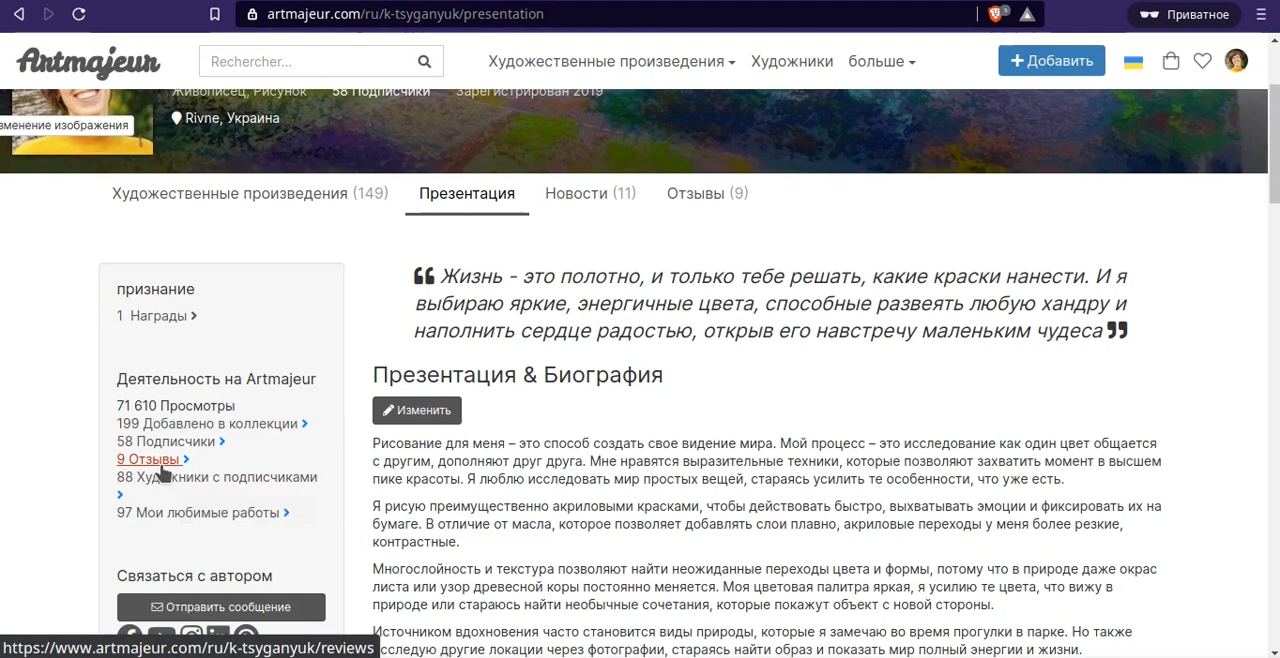 artmajeur.com/ru/k-tsyganyuk/presentation
Приватное
Artmajeur
Rechercher...
Художественные произведения
Художники
больше
Добавить
Живописец, Рисунок
58 Подписчики
Зарегистрирован 2019
зменение изображения
Rivne, Украина
Художественные произведения (149)
Презентация
Новости (11)
Отзывы (9)
признание
1 Награды
Деятельность на Artmajeur
71 610 Просмотры
199 Добавлено в коллекции
58 Подписчики
9 Отзывы
88 Художники с подписчиками
97 Мои любимые работы
Связаться с автором
Отправить сообщение
https://www.artmajeur.com/ru/k-tsyganyuk/reviews
Жизнь - это полотно, и только тебе решать, какие краски нанести. И я
выбираю яркие, энергичные цвета, способные развеять любую хандру и
наполнить сердце радостью, открыв его навстречу маленьким чудеса
Презентация & Биография
Изменить
Рисование для меня – это способ создать свое видение мира. Мой процесс – это исследование как один цвет общается
с другим, дополняют друг друга. Мне нравятся выразительные техники, которые позволяют захватить момент в высшем
пике красоты. Я люблю исследовать мир простых вещей, стараясь усилить те особенности, что уже есть.
Я рисую преимущественно акриловыми красками, чтобы действовать быстро, выхватывать эмоции и фиксировать их на
бумаге. В отличие от масла, которое позволяет добавлять слои плавно, акриловые переходы у меня более резкие,
контрастные.
Многослойность и текстура позволяют найти неожиданные переходы цвета и формы, потому что в природе даже окрас
листа или узор древесной коры постоянно меняется. Моя цветовая палитра яркая, я усилю те цвета, что вижу в
природе или стараюсь найти необычные сочетания, которые покажут объект с новой стороны.
Источником вдохновения часто становится виды природы, которые я замечаю во время прогулки в парке. Но также
сследую другие локации через фотографии, стараясь найти образ и показать мир полный энергии и жизни.